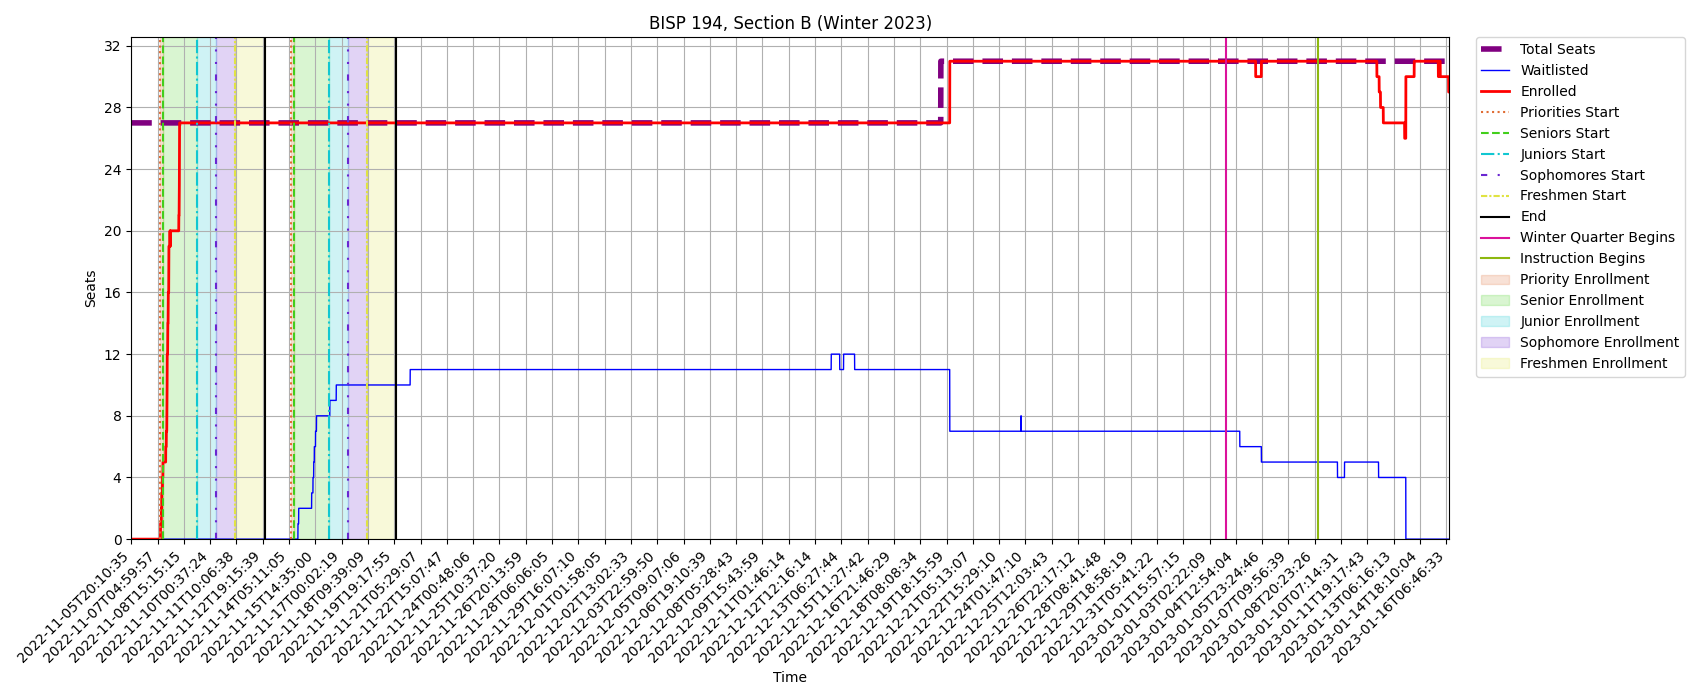 BISP 194, Section B (Winter 2023)
Seats
32
28
24
20
16
12
8
4
0
2022-11-05T20:10:35
2022-11-07T04:59:57
2022-11-08T15:15:15
2022-11-10T00:37:24
2022-11-11T10:06:38
2022-11-12T19:15:39
2022-11-14T05:11:05
2022-11-15T14:35:00
2022-11-17T00:02:19
2022-11-18T09:39:09
2022-11-19T19:17:55
2022-11-21T05:29:07
2022-11-22T15:07:47
2022-11-24T00:48:06
2022-11-25T10:37:20
2022-11-26T20:13:59
2022-11-28T06:06:05
2022-11-29T16:07:10
2022-12-01T01:58:05
2022-12-02T13:02:33
2022-12-03T22:59:50
2022-12-05T09:07:06
2022-12-06T19:10:39
2022-12-08T05:28:43
2022-12-09T15:43:59
2022-12-11T01:46:14
2022-12-12T12:16:14
2022-12-13T06:27:44
2022-12-15T11:27:42
2022-12-16T21:46:29
2022-12-18T08:08:34
2022-12-19T18:15:59
2022-12-21T05:13:07
2022-12-22T15:29:10
2022-12-24T01:47:10
2022-12-25T12:03:43
2022-12-26T22:17:12
2022-12-28T08:41:48
2022-12-29T18:58:19
2022-12-31T05:41:22
2023-01-01T15:57:15
2023-01-03T02:22:09
2023-01-04T12:54:04
2023-01-05T23:24:46
2023-01-07T09:56:39
2023-01-08T20:23:26
2023-01-10T07:14:31
2023-01-11T19:17:43
2023-01-13T06:16:13
2023-01-14T18:10:04
2023-01-16T06:46:33
Time
Total Seats
Waitlisted
Enrolled
Priorities Start
Seniors Start
Juniors Start
Sophomores Start
Freshmen Start
End
Winter Quarter Begins
Instruction Begins
Priority Enrollment
Senior Enrollment
Junior Enrollment
Sophomore Enrollment
Freshmen Enrollment